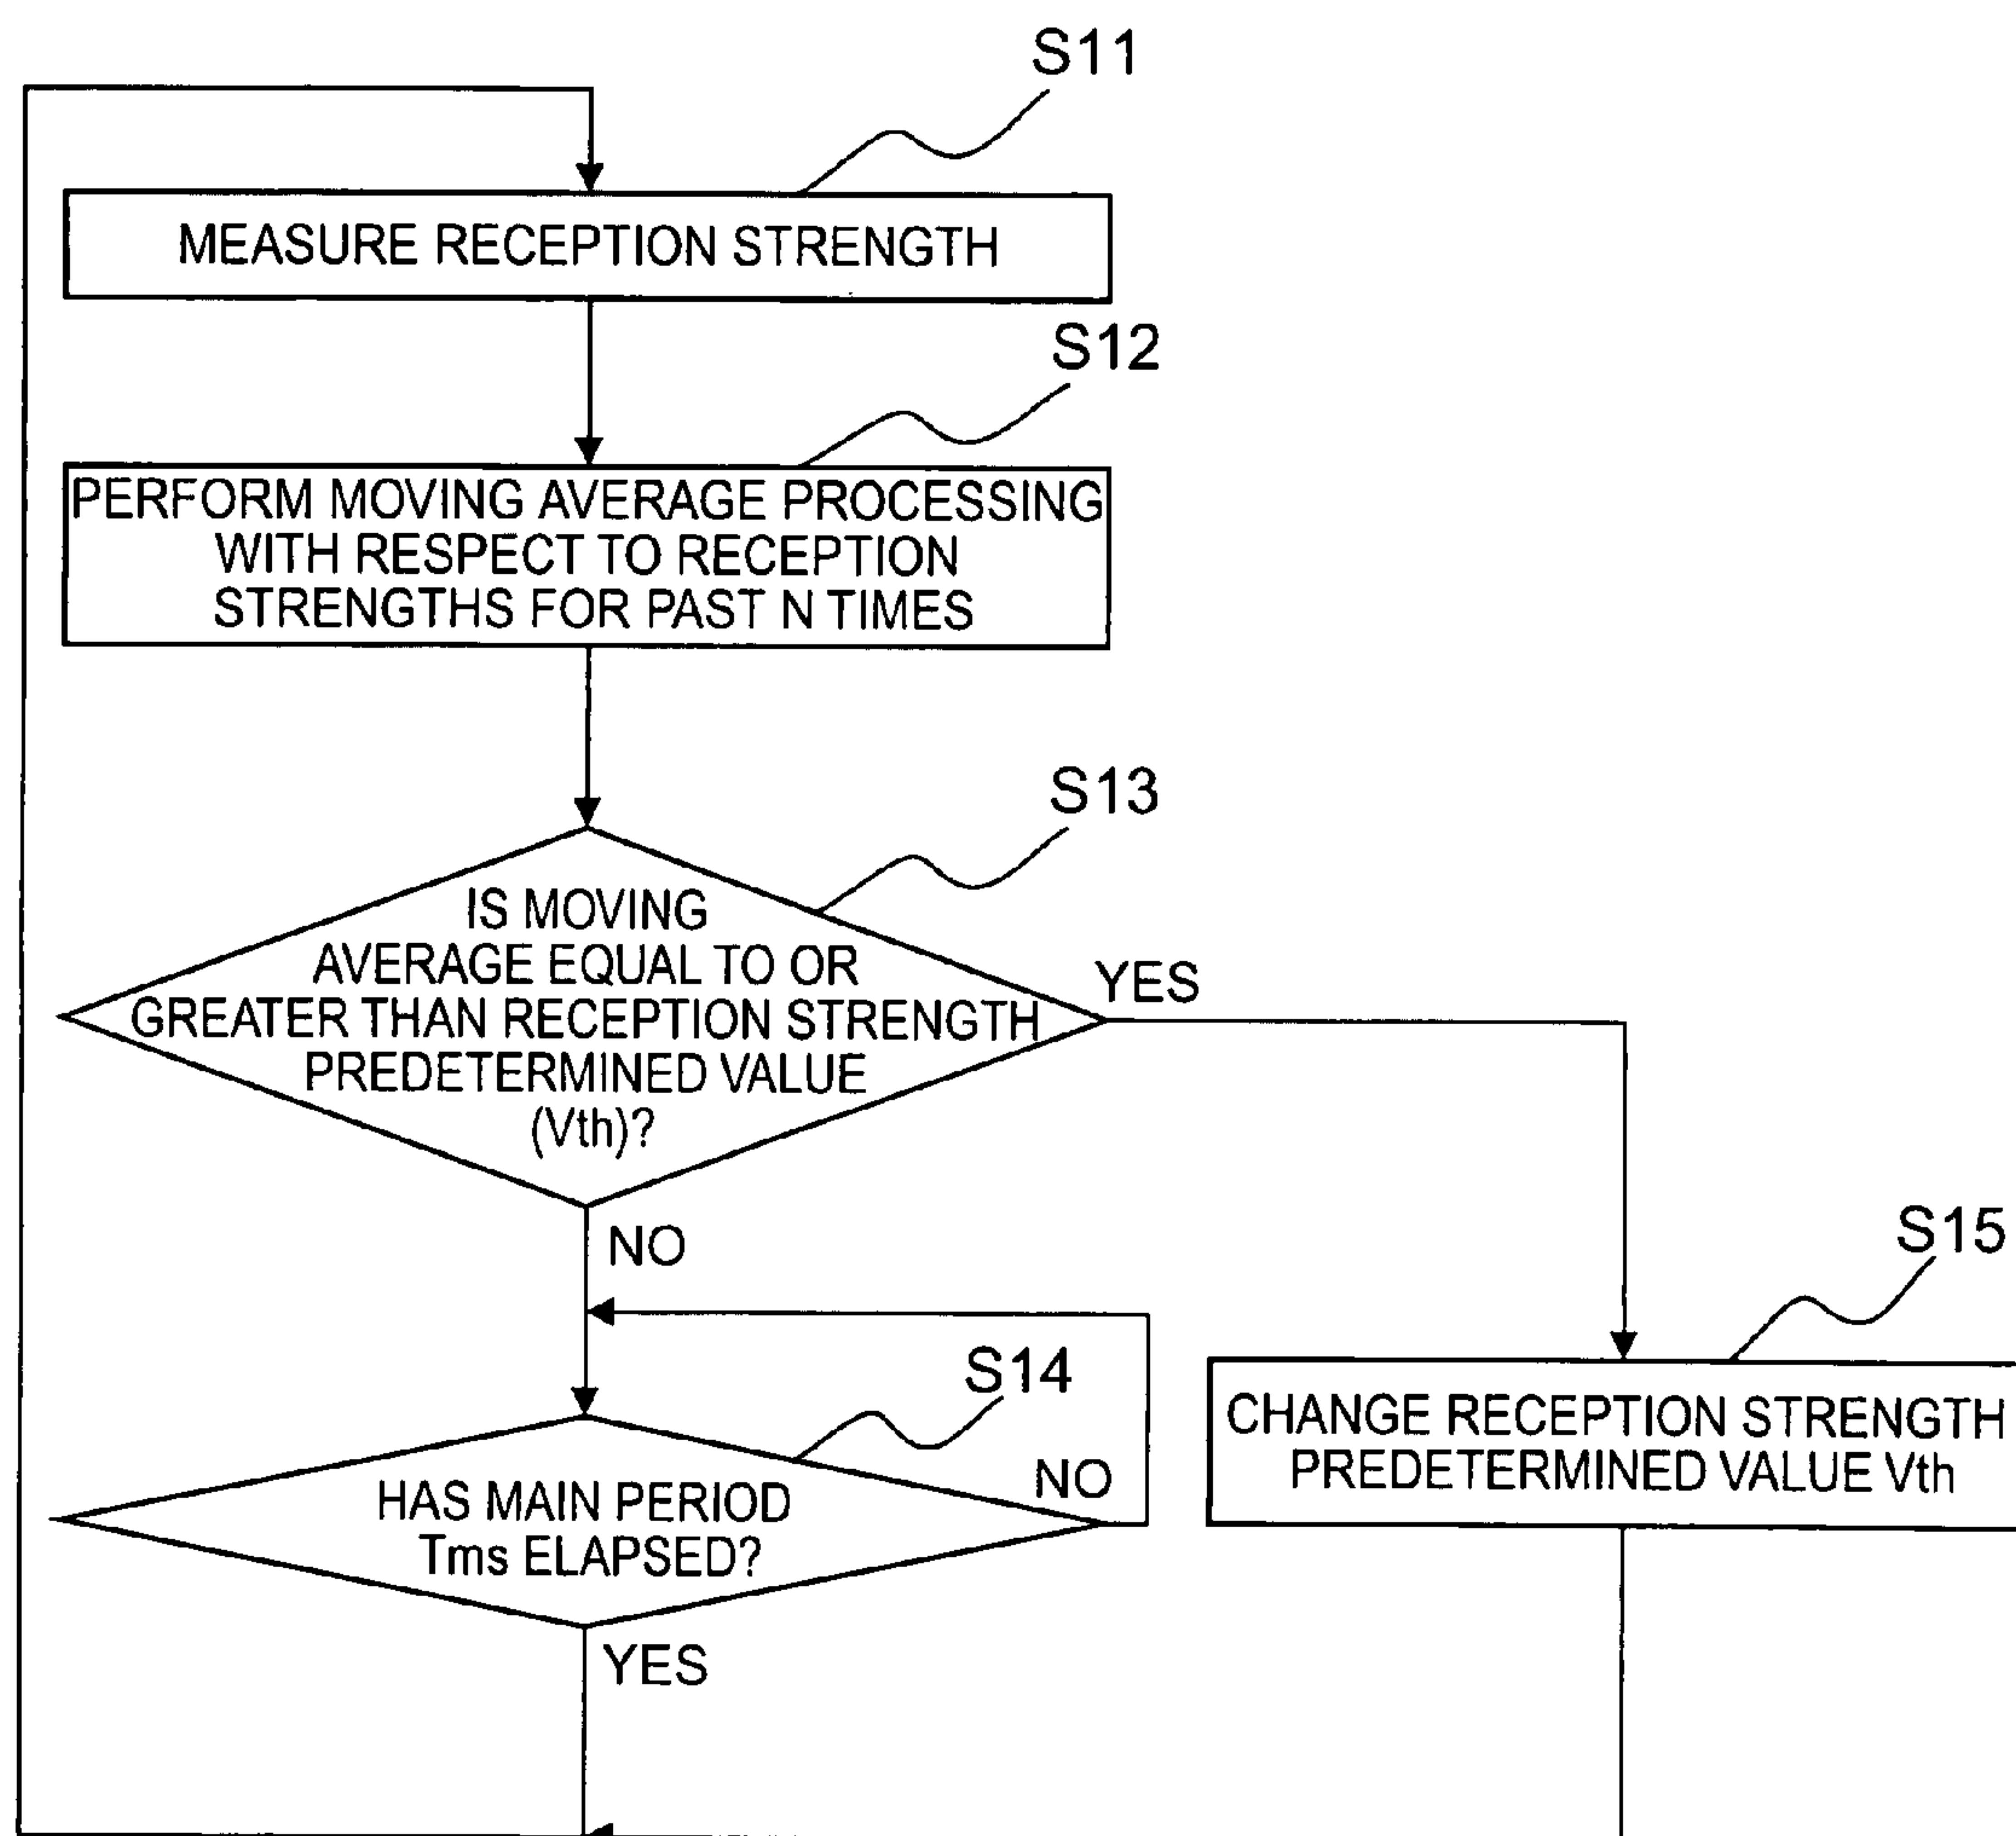 S11
MEASURE RECEPTION STRENGTH
S12
PERFORM MOVING AVERAGE PROCESSING
WITH RESPECT TO RECEPTION
STRENGTHS FOR PAST N TIMES
S13
IS MOVING
AVERAGE EQUAL TO OR
GREATER THAN RECEPTION STRENGTH
PREDETERMINED VALUE
(Vth)?
YES
NO
S15
CHANGE RECEPTION STRENGTH
PREDETERMINED VALUE Vth
S14
HAS MAIN PERIOD
Tms ELAPSED?
NO
YES